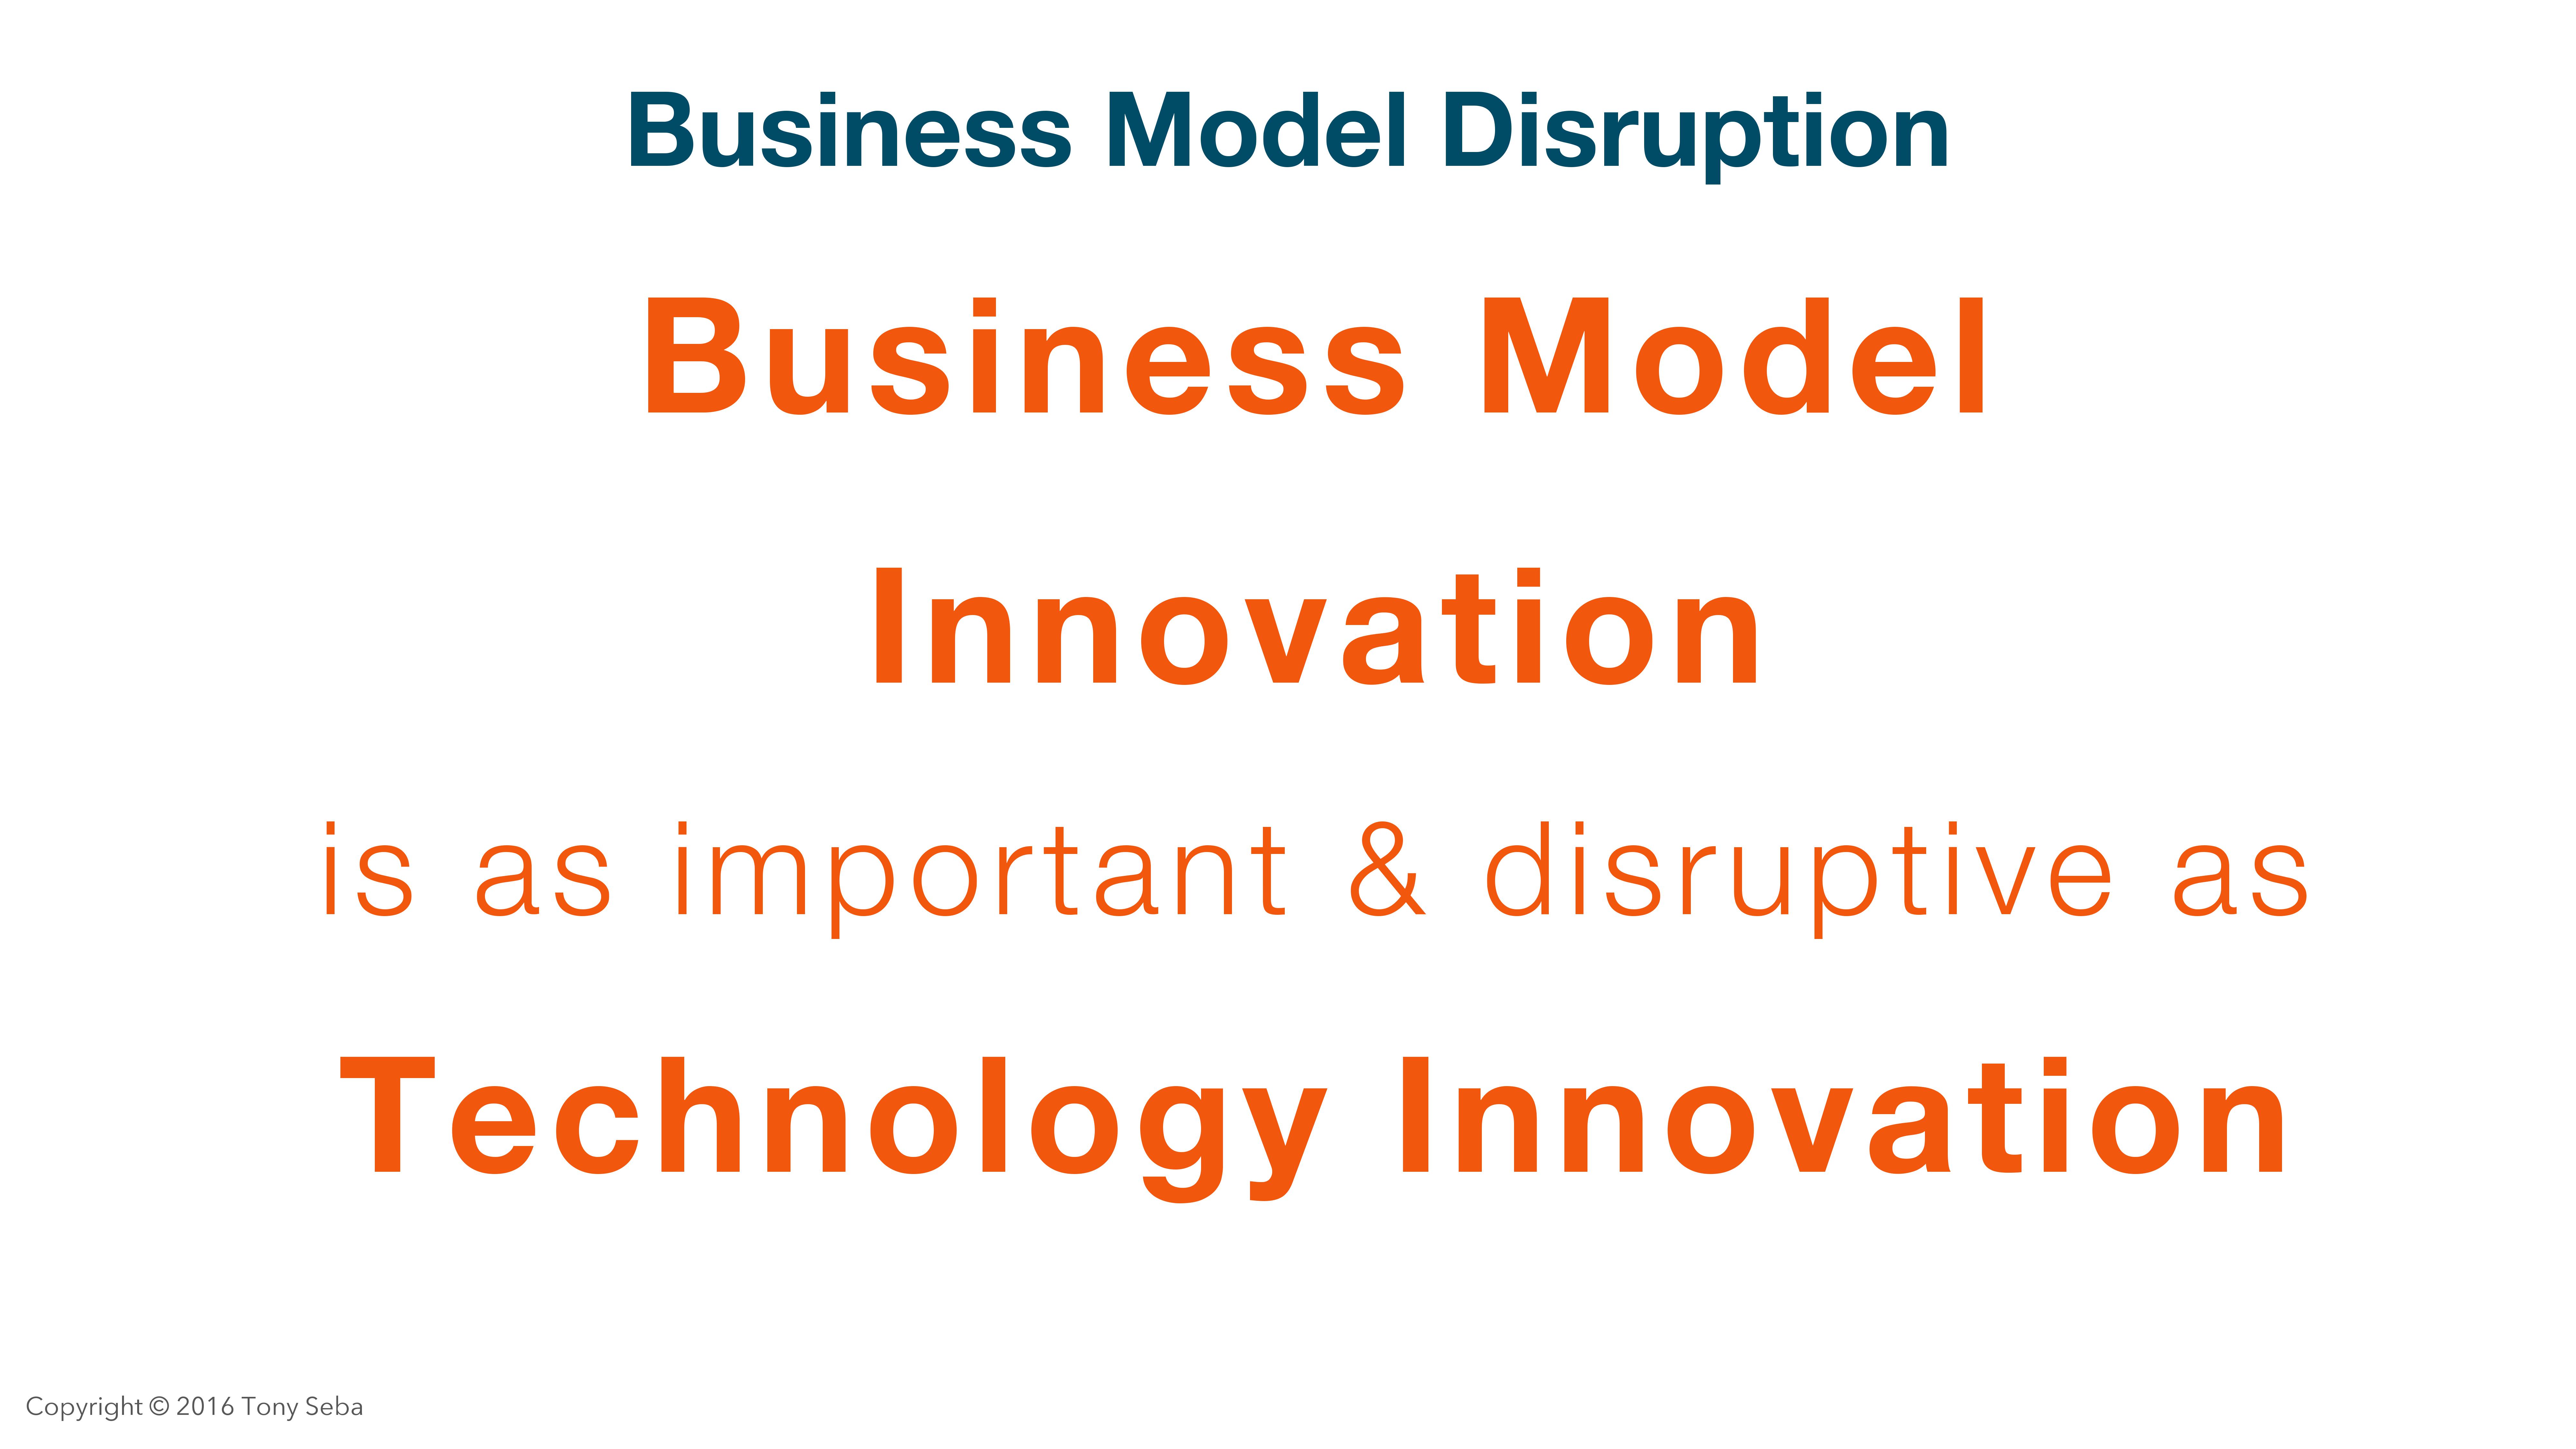 Business Model Disruption
Business Model
Innovation
is as important & disruptive as
Technology Innovation
Copyright © 2016 Tony Seba